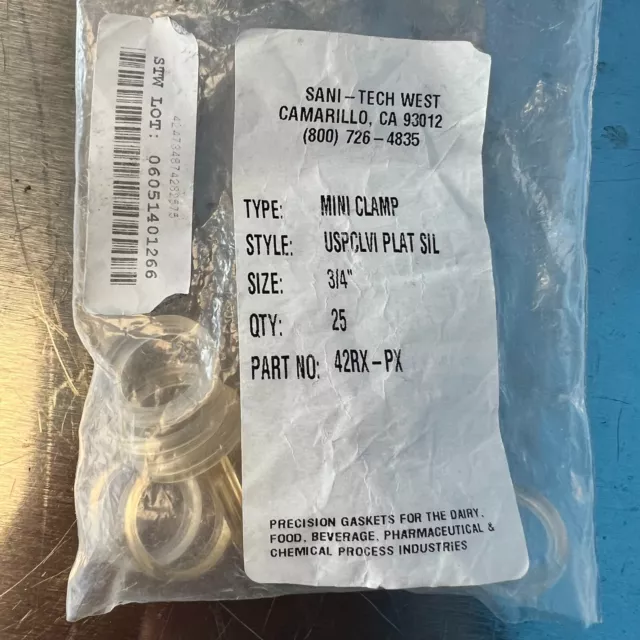 SANI-TECH WEST
CAMARILLO, CA 93012
(800) 726-4835
TYPE: MINI CLAMP
STYLE: USPCLVI PLAT SIL
SIZE: 3/4"
QTY: 25
PART NO: 42RX-PX
PRECISION GASKETS FOR THE DAIRY,
FOOD, BEVERAGE, PHARMACEUTICAL &
CHEMICAL PROCESS INDUSTRIES
STW LOT: 06051401266